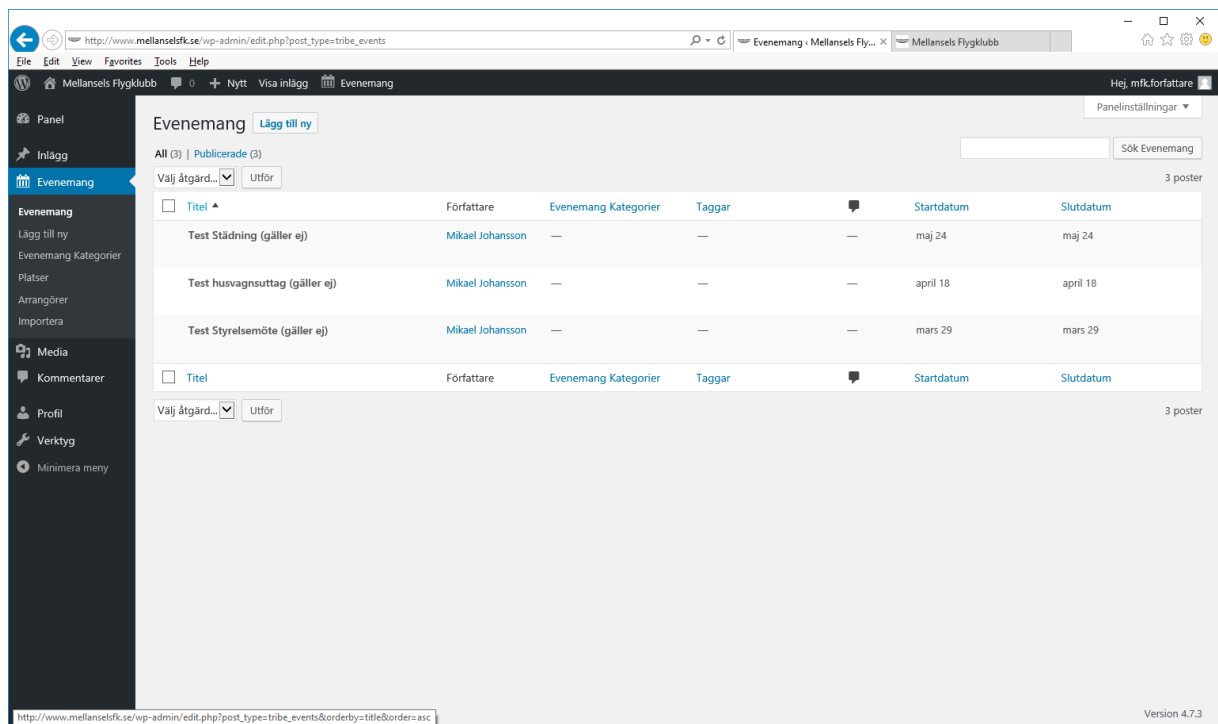 http://www.mellanselsfk.se/wp-admin/edit.php?post_type=tribe_events
Evenemang ‹ Mellansels Fly...
Mellansels Flygklubb
File Edit View Favorites Tools Help
Mellansels Flygklubb 0 + Nytt Visa inlägg Evenemang Hej, mfk.forfattare
Panelinställningar
Panel
Inlägg
Evenemang
Evenemang
Lägg till ny
Evenemang Kategorier
Platser
Arrangörer
Importera
Media
Kommentarer
Profil
Verktyg
Minimera meny
Evenemang Lägg till ny
All (3) | Publicerade (3)
Sök Evenemang
Välj åtgärd... Utför 3 poster
Titel Författare Evenemang Kategorier Taggar Startdatum Slutdatum
Test Städning (gäller ej) Mikael Johansson — — — maj 24 maj 24
Test husvagnsuttag (gäller ej) Mikael Johansson — — — april 18 april 18
Test Styrelsemöte (gäller ej) Mikael Johansson — — — mars 29 mars 29
Titel Författare Evenemang Kategorier Taggar Startdatum Slutdatum
Välj åtgärd... Utför 3 poster
http://www.mellanselsfk.se/wp-admin/edit.php?post_type=tribe_events&orderby=title&order=asc
Version 4.7.3